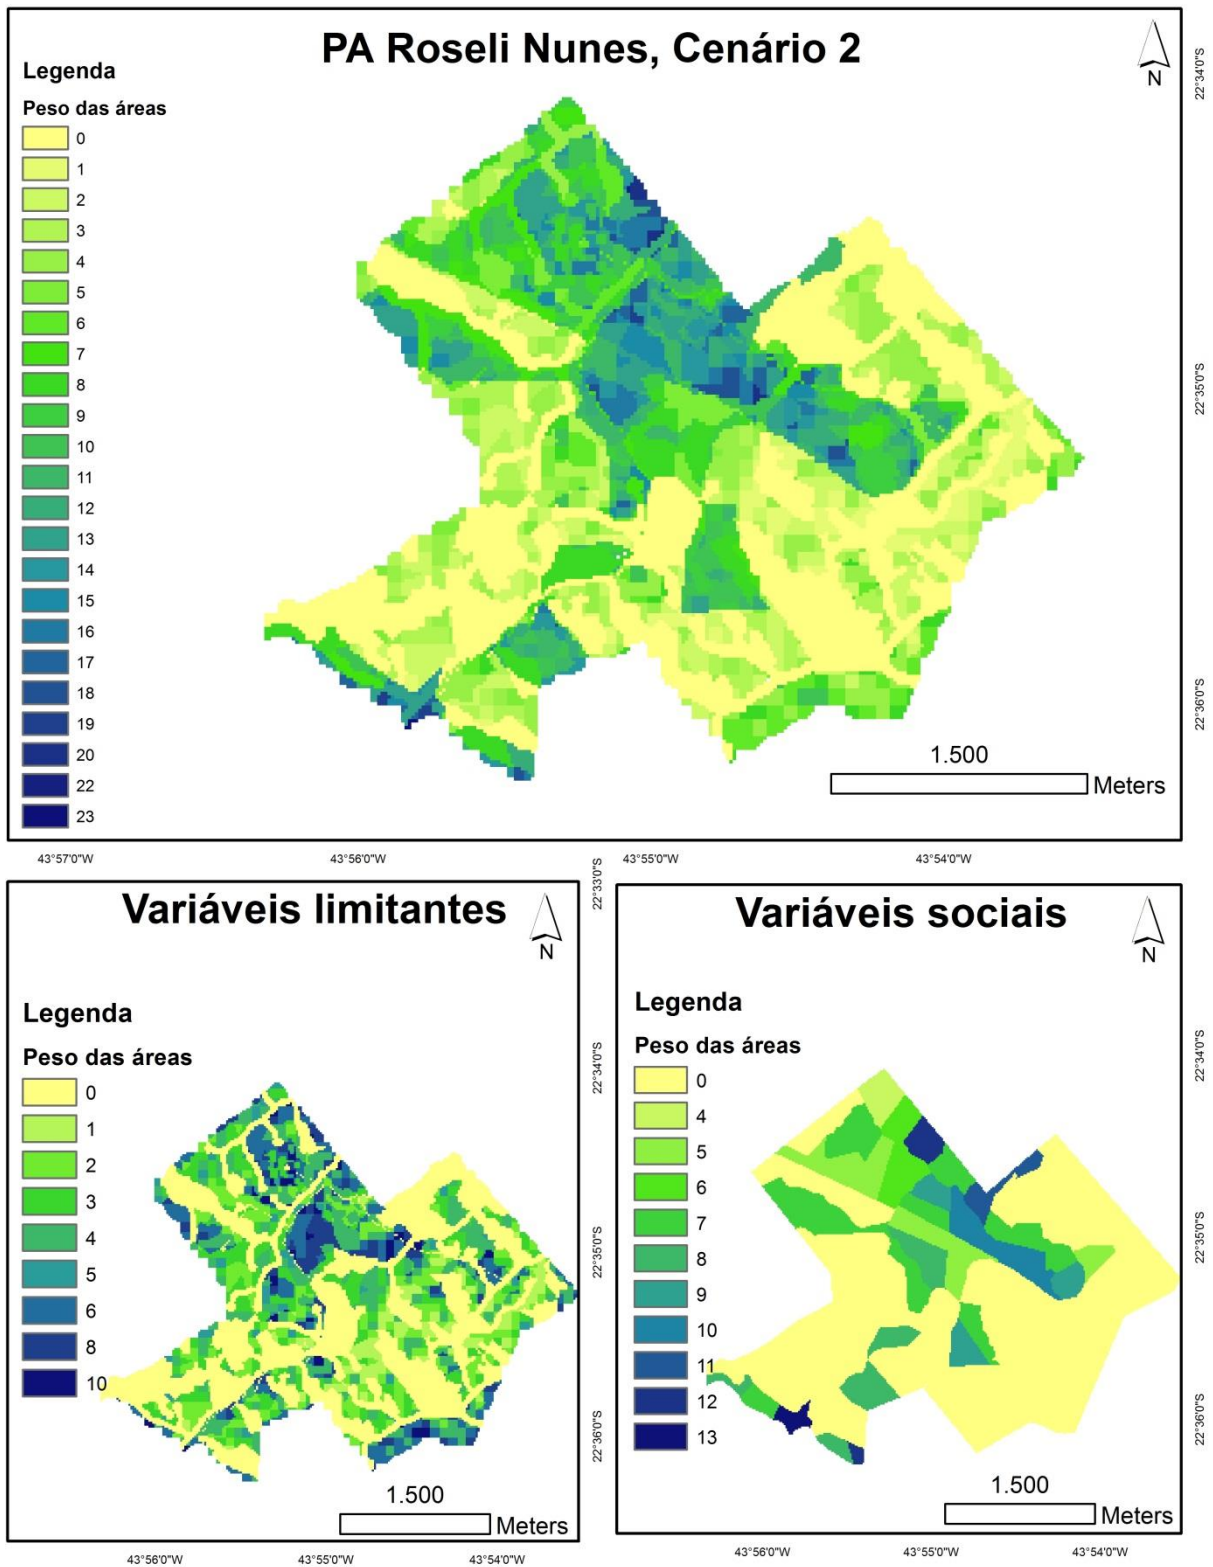 PA Roseli Nunes, Cenário 2
N
Legenda
Peso das áreas
0
1
2
3
4
5
6
7
8
9
10
11
12
13
14
15
16
17
18
19
20
22
23
1.500
Meters
22°34'0"S
22°35'0"S
22°36'0"S
43°57'0"W
43°56'0"W
43°55'0"W
43°54'0"W
Variáveis limitantes
N
Legenda
Peso das áreas
0
1
2
3
4
5
6
8
10
1.500
Meters
22°33'0"S
22°34'0"S
22°35'0"S
22°36'0"S
43°56'0"W
43°55'0"W
43°54'0"W
Variáveis sociais
N
Legenda
Peso das áreas
0
4
5
6
7
8
9
10
11
12
13
1.500
Meters
22°34'0"S
22°35'0"S
22°36'0"S
43°56'0"W
43°55'0"W
43°54'0"W